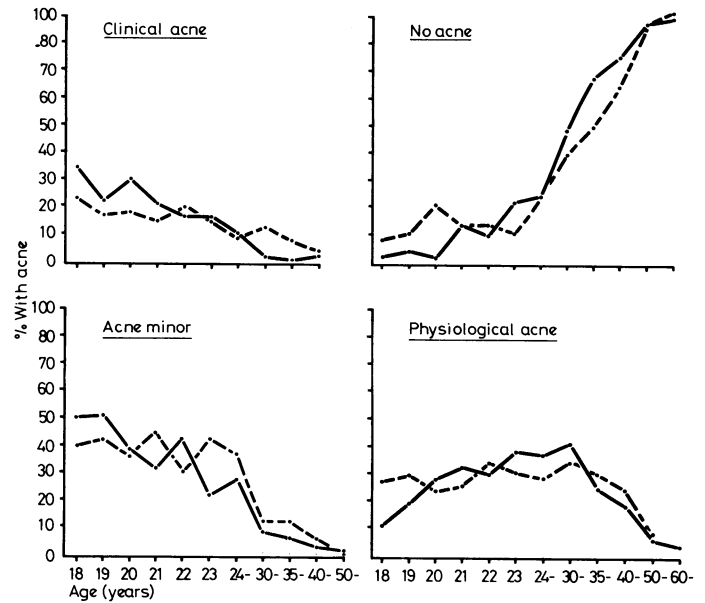 Clinical acne
No acne
100
80
70
60
50
40
30
20
10
0
% With acne
Acne minor
Physiological acne
100
90
80
70
60
50
40
30
20
10
0
18 19 20 21 22 23 24- 30- 35- 40- 50-
18 19 20 21 22 23 24- 30- 35- 40- 50- 60-
Age (years)